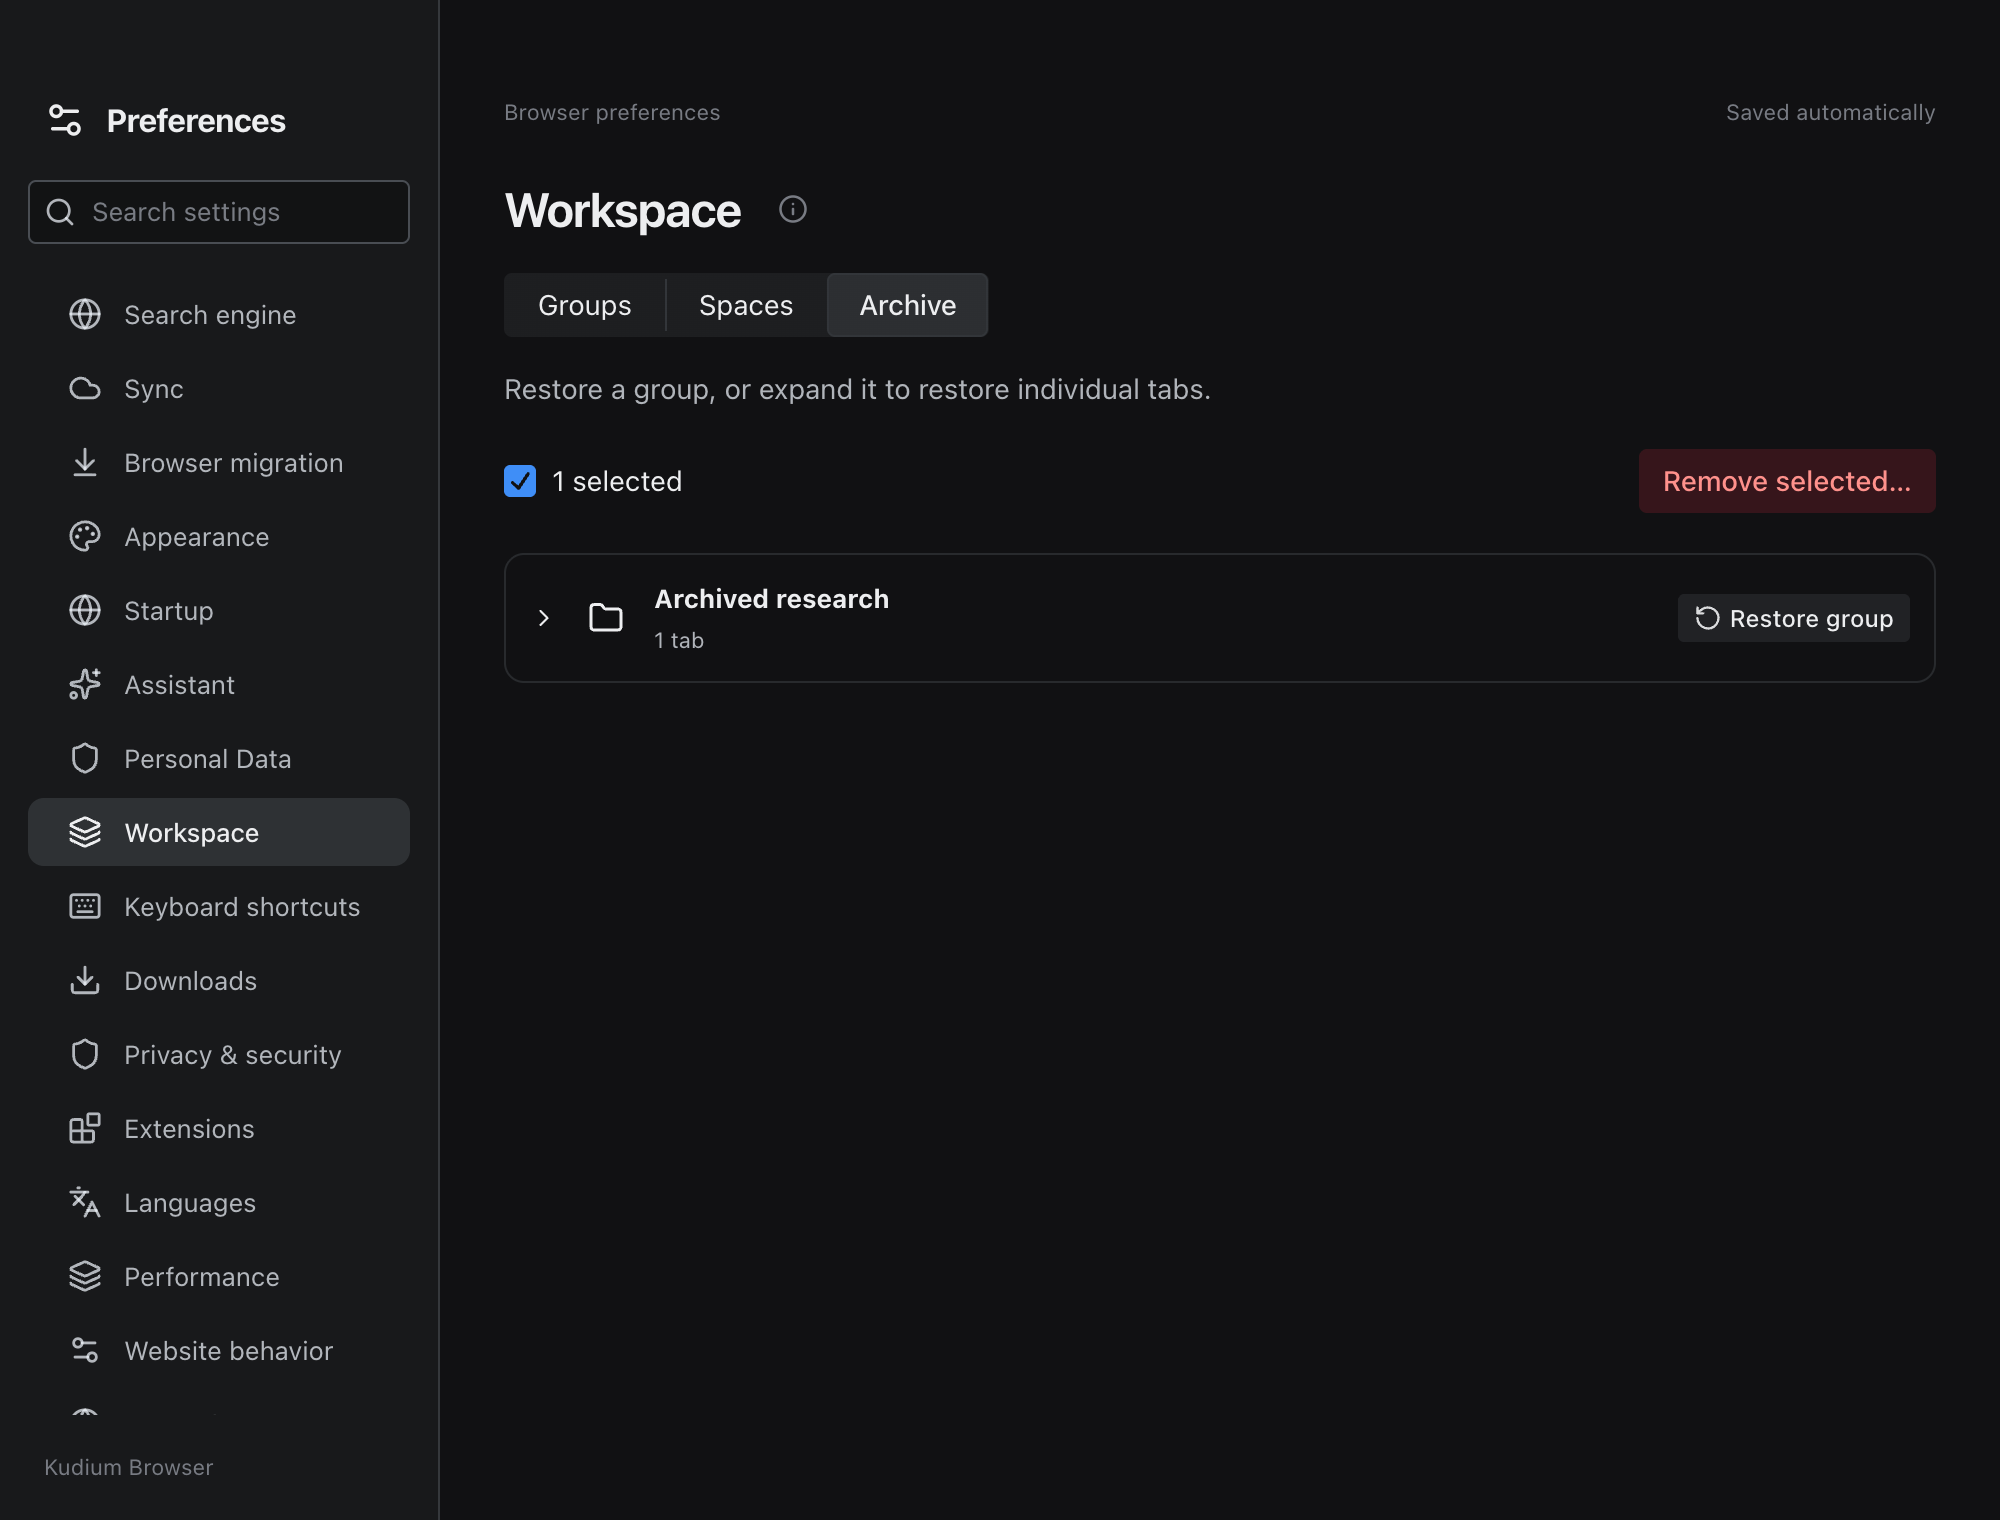 Preferences
Search settings
Search engine
Sync
Browser migration
Appearance
Startup
Assistant
Personal Data
Workspace
Keyboard shortcuts
Downloads
Privacy & security
Extensions
Languages
Performance
Website behavior
Kudium Browser
Browser preferences
Saved automatically
Workspace
Groups
Spaces
Archive
Restore a group, or expand it to restore individual tabs.
1 selected
Remove selected...
Archived research
1 tab
Restore group